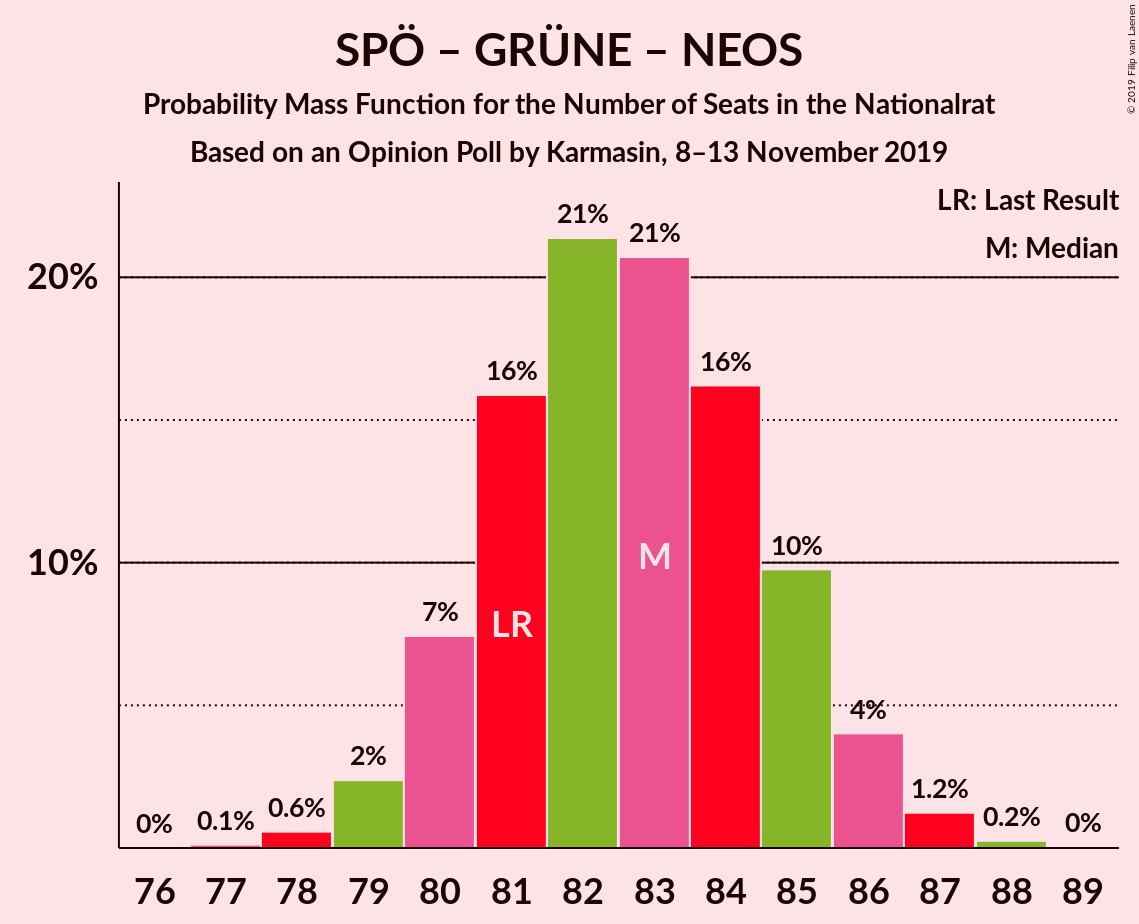 SPÖ – GRÜNE – NEOS
Probability Mass Function for the Number of Seats in the Nationalrat
Based on an Opinion Poll by Karmasin, 8–13 November 2019
© 2019 Filip van Laenen
LR: Last Result
M: Median
20%
10%
0%
0.1%
0.6%
2%
7%
16%
21%
21%
16%
10%
4%
1.2%
0.2%
0%
LR
M
76 77 78 79 80 81 82 83 84 85 86 87 88 89